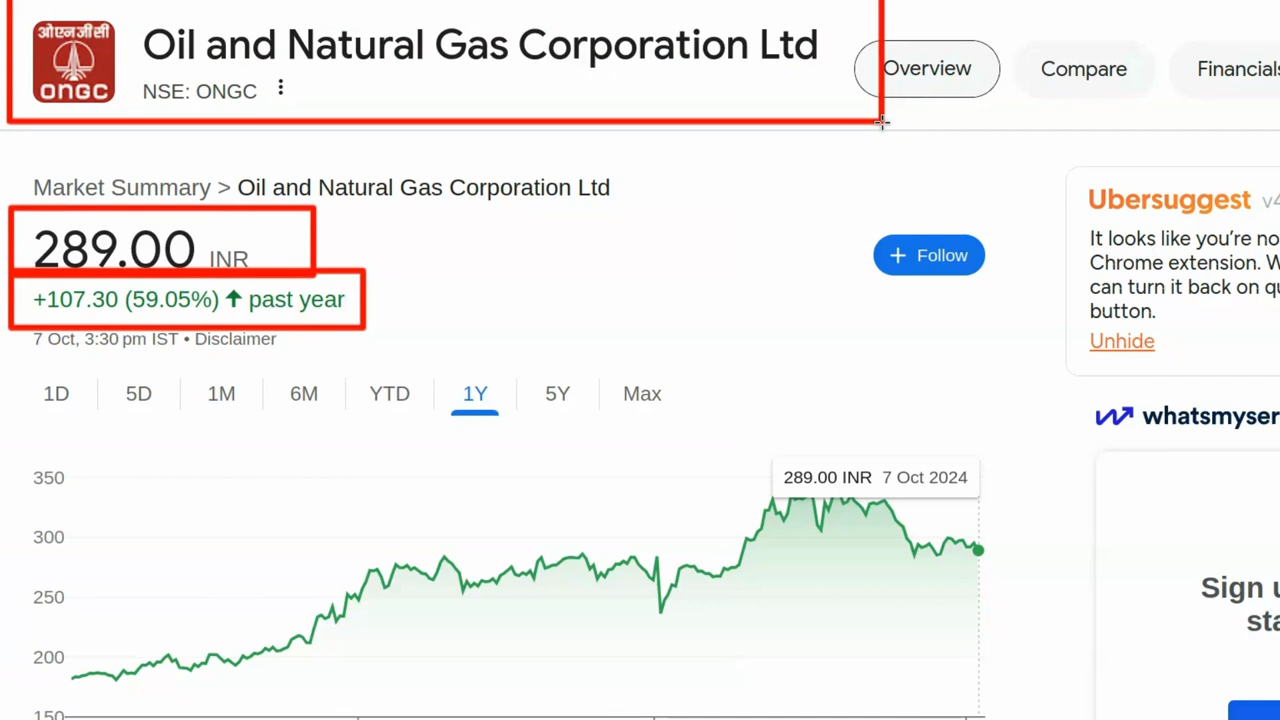 ओएनजीसी
ONGC
Oil and Natural Gas Corporation Ltd
NSE: ONGC
Overview
Compare
Financials
Market Summary > Oil and Natural Gas Corporation Ltd
289.00 INR
+107.30 (59.05%) ↑ past year
7 Oct, 3:30 pm IST • Disclaimer
+ Follow
1D
5D
1M
6M
YTD
1Y
5Y
Max
350
300
250
200
150
289.00 INR 7 Oct 2024
Ubersuggest v4
It looks like you're no
Chrome extension. W
can turn it back on qu
button.
Unhide
whatsmyser
Sign u
sta